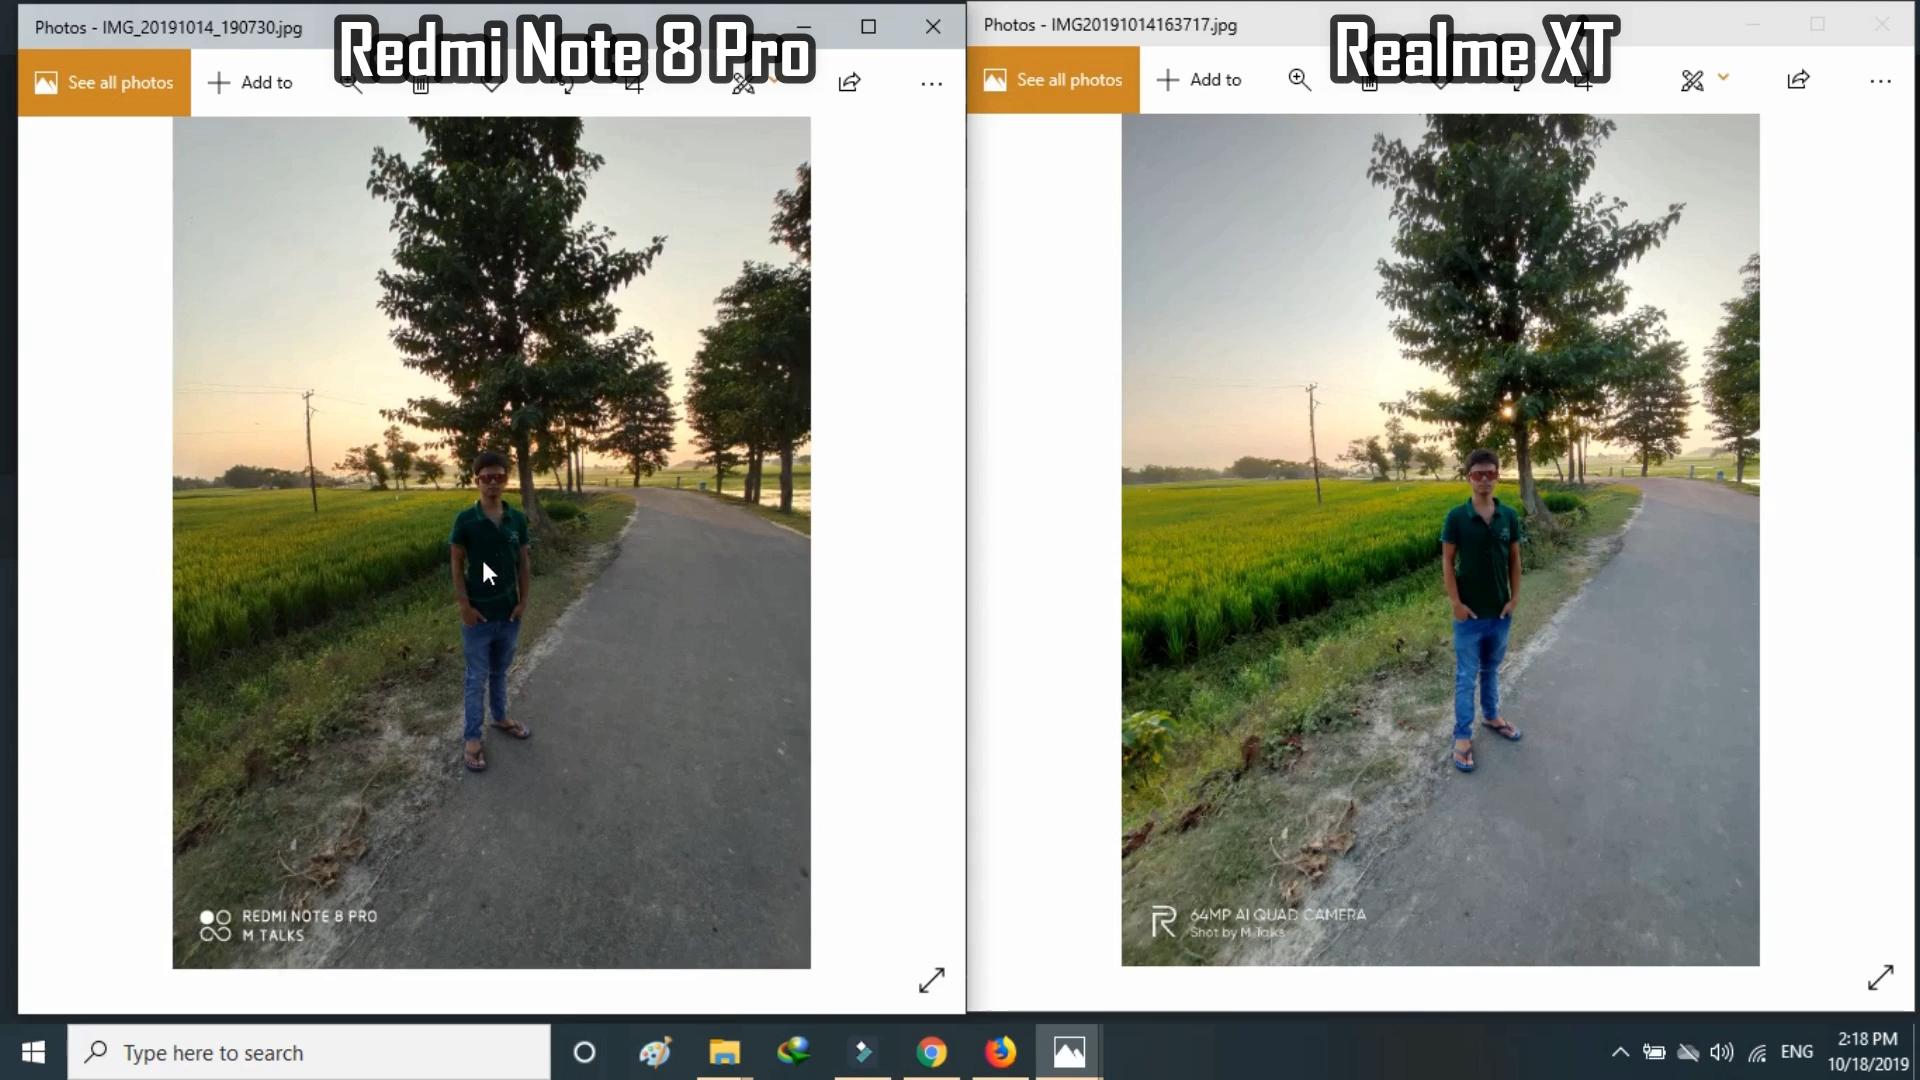 Photos - IMG_20191014_190730.jpg
Redmi Note 8 Pro
See all photos
Add to
REDMI NOTE 8 PRO
M TALKS
Photos - IMG20191014163717.jpg
Realme XT
See all photos
Add to
64MP AI QUAD CAMERA
Shot by M Talks
Type here to search
ENG
2:18 PM
10/18/2019